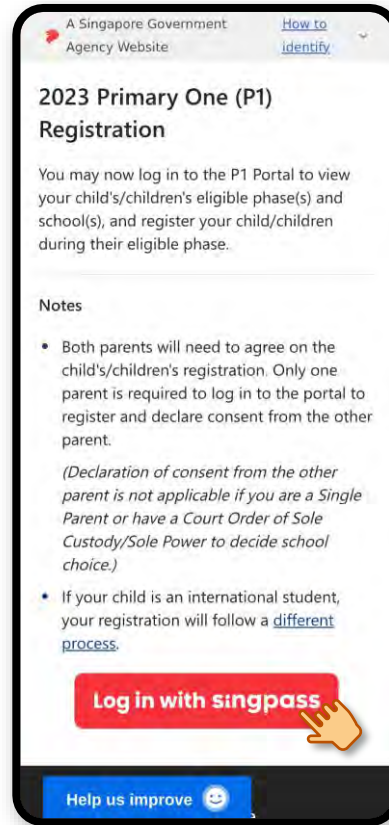 A Singapore Government How to
Agency Website identify
2023 Primary One (P1)
Registration
You may now log in to the P1 Portal to view
your child's/children's eligible phase(s) and
school(s), and register your child/children
during their eligible phase.
Notes
• Both parents will need to agree on the
child's/children's registration. Only one
parent is required to log in to the portal to
register and declare consent from the other
parent.
(Declaration of consent from the other
parent is not applicable if you are a Single
Parent or have a Court Order of Sole
Custody/Sole Power to decide school
choice.)
• If your child is an international student,
your registration will follow a different
process.
Log in with singpass
Help us improve